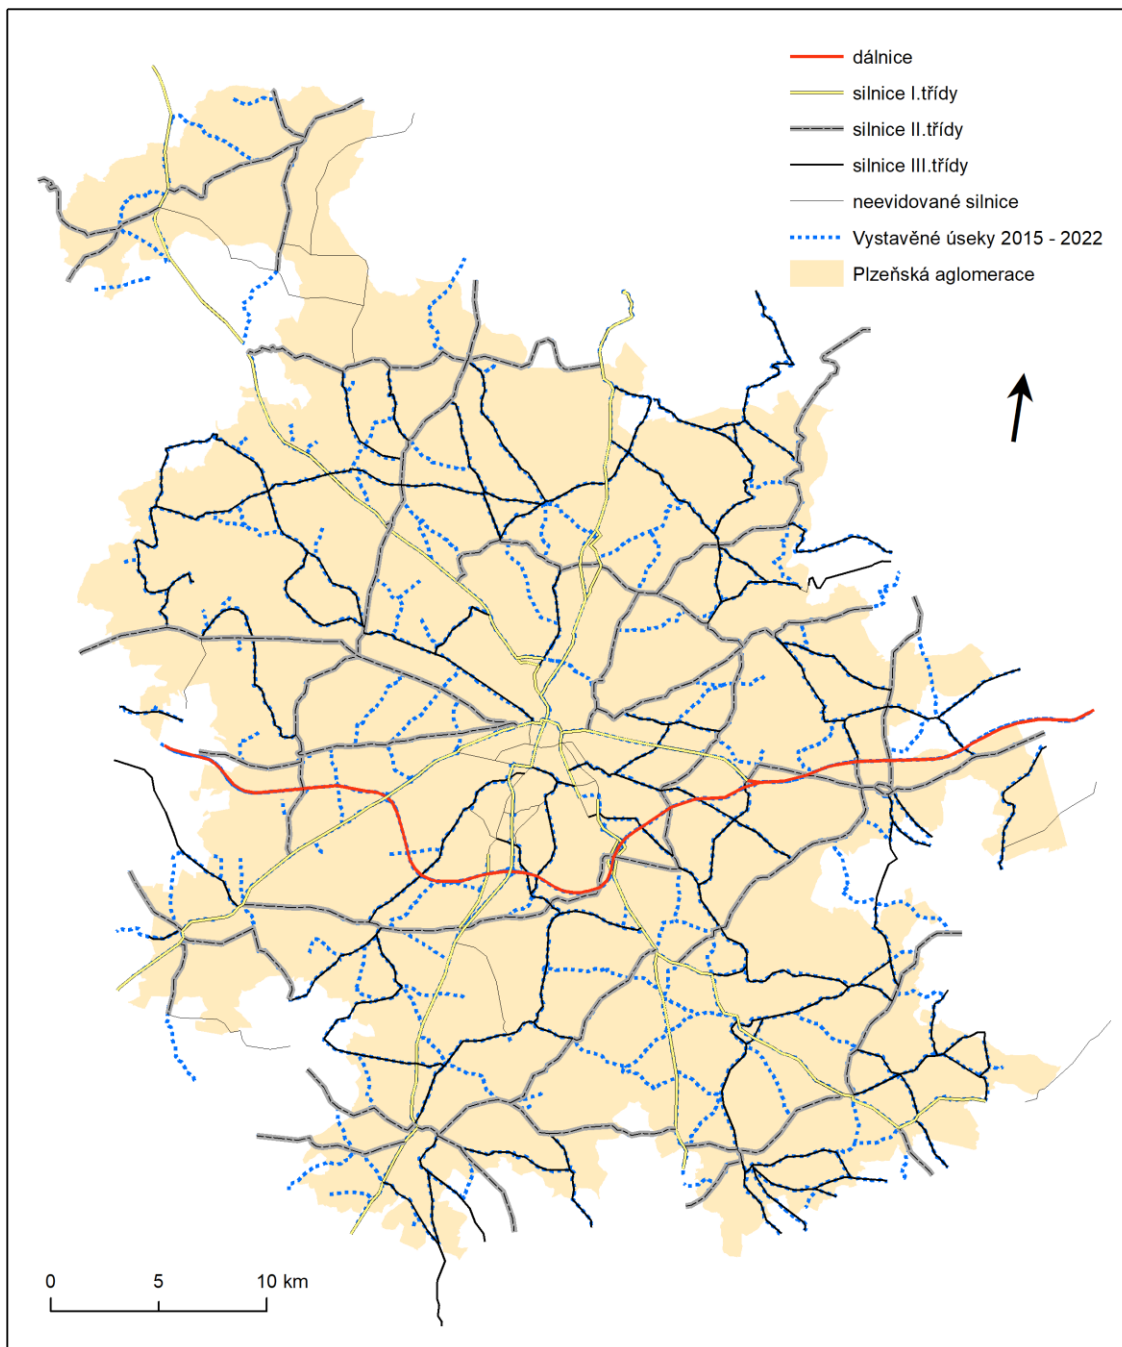 dálnice
silnice I.třídy
silnice II.třídy
silnice III.třídy
neevidované silnice
Vystavěné úseky 2015 - 2022
Plzeňská aglomerace
0 5 10 km